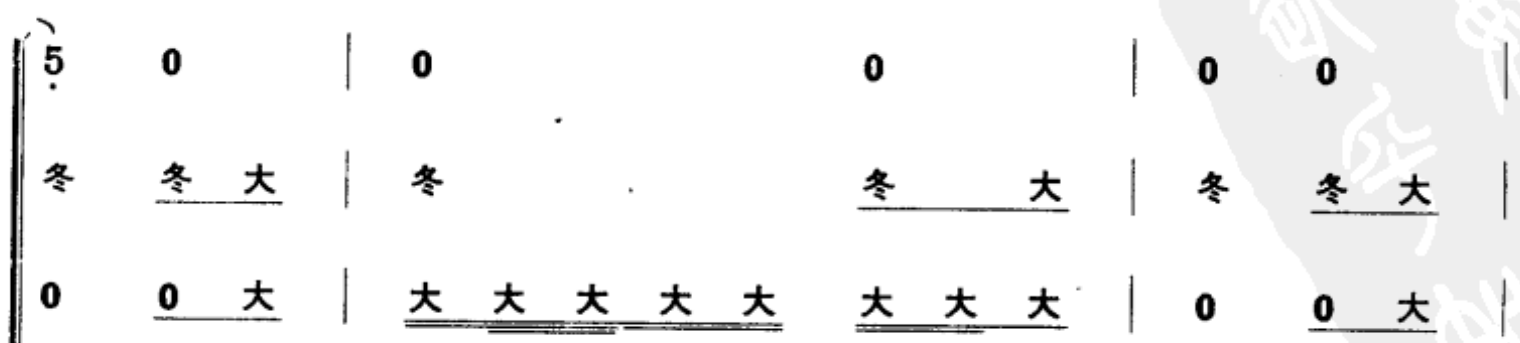 5 0 | 0 0 | 0 0 |
冬 冬 大 | 冬 冬 大 | 冬 冬 大 |
0 0 大 | 大 大 大 大 大 大 大 大 | 0 0 大 |